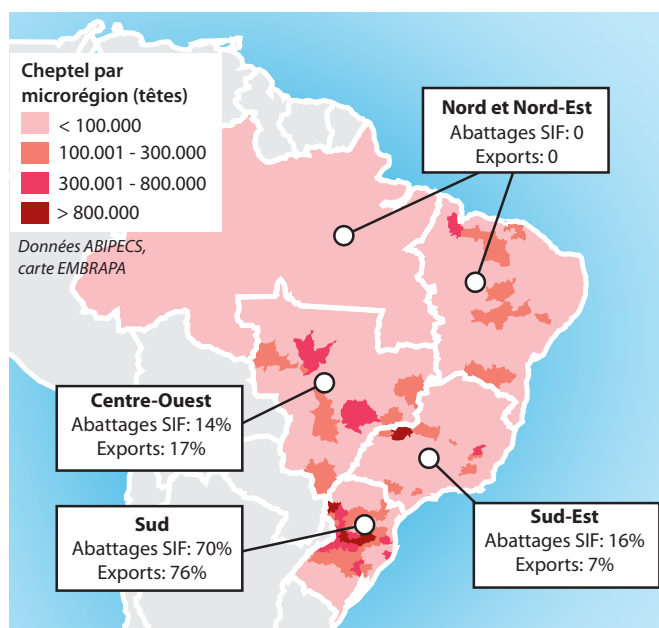 Cheptel par
microrégion (têtes)
< 100.000
100.001 - 300.000
300.001 - 800.000
> 800.000
Données ABIPECS,
carte EMBRAPA
Nord et Nord-Est
Abattages SIF: 0
Exports: 0
Centre-Ouest
Abattages SIF: 14%
Exports: 17%
Sud
Abattages SIF: 70%
Exports: 76%
Sud-Est
Abattages SIF: 16%
Exports: 7%